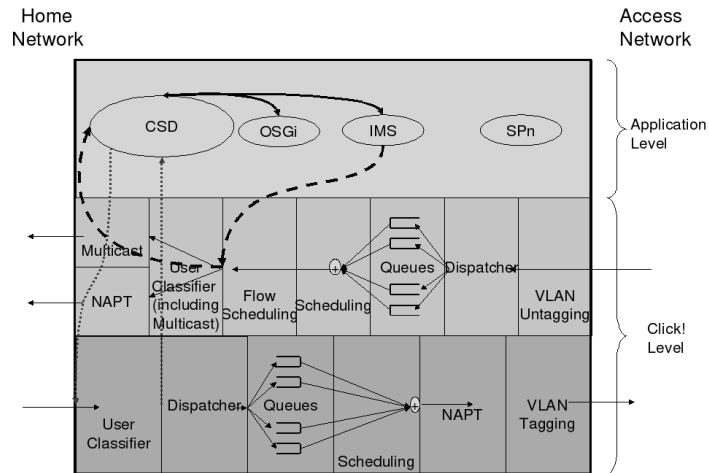 Home
Network
Access
Network
CSD
OSGi
IMS
SPn
Application
Level
Multicast
NAPT
User
Classifier
(including
Multicast)
Flow
Scheduling
Scheduling
+
Queues
Dispatcher
VLAN
Untagging
Click!
Level
User
Classifier
Dispatcher
Queues
Scheduling
+
NAPT
VLAN
Tagging